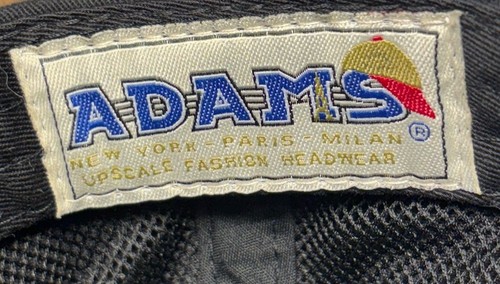 ADAMS®
NEW YORK - PARIS - MILAN
UPSCALE FASHION HEADWEAR